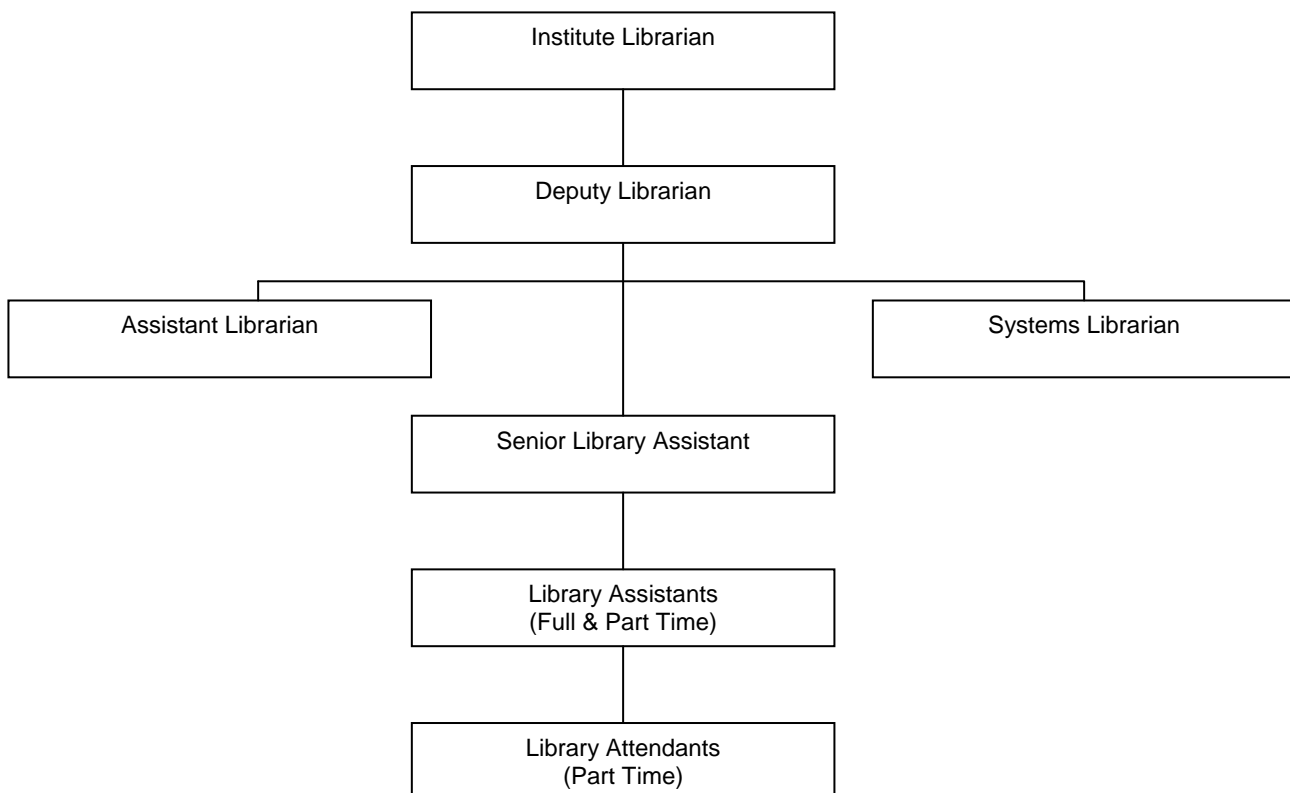 Institute Librarian
Deputy Librarian
Assistant Librarian
Systems Librarian
Senior Library Assistant
Library Assistants
(Full & Part Time)
Library Attendants
(Part Time)